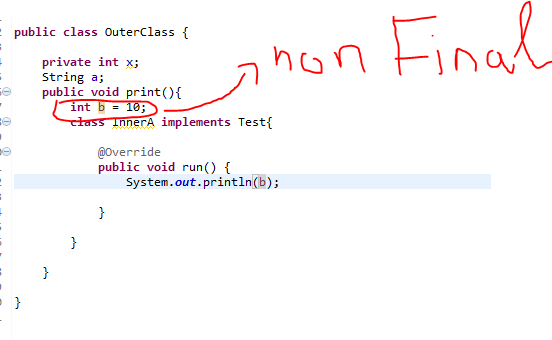 public class OuterClass {
private int x;
String a;
public void print(){
int b = 10;
class InnerA implements Test{
@Override
public void run() {
System.out.println(b);
}
}
}
}
non Final